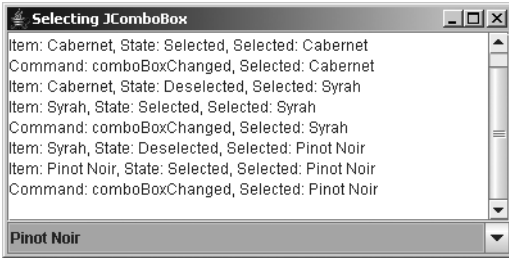 Selecting JComboBox
Item: Cabernet, State: Selected, Selected: Cabernet
Command: comboBoxChanged, Selected: Cabernet
Item: Cabernet, State: Deselected, Selected: Syrah
Item: Syrah, State: Selected, Selected: Syrah
Command: comboBoxChanged, Selected: Syrah
Item: Syrah, State: Deselected, Selected: Pinot Noir
Item: Pinot Noir, State: Selected, Selected: Pinot Noir
Command: comboBoxChanged, Selected: Pinot Noir
Pinot Noir